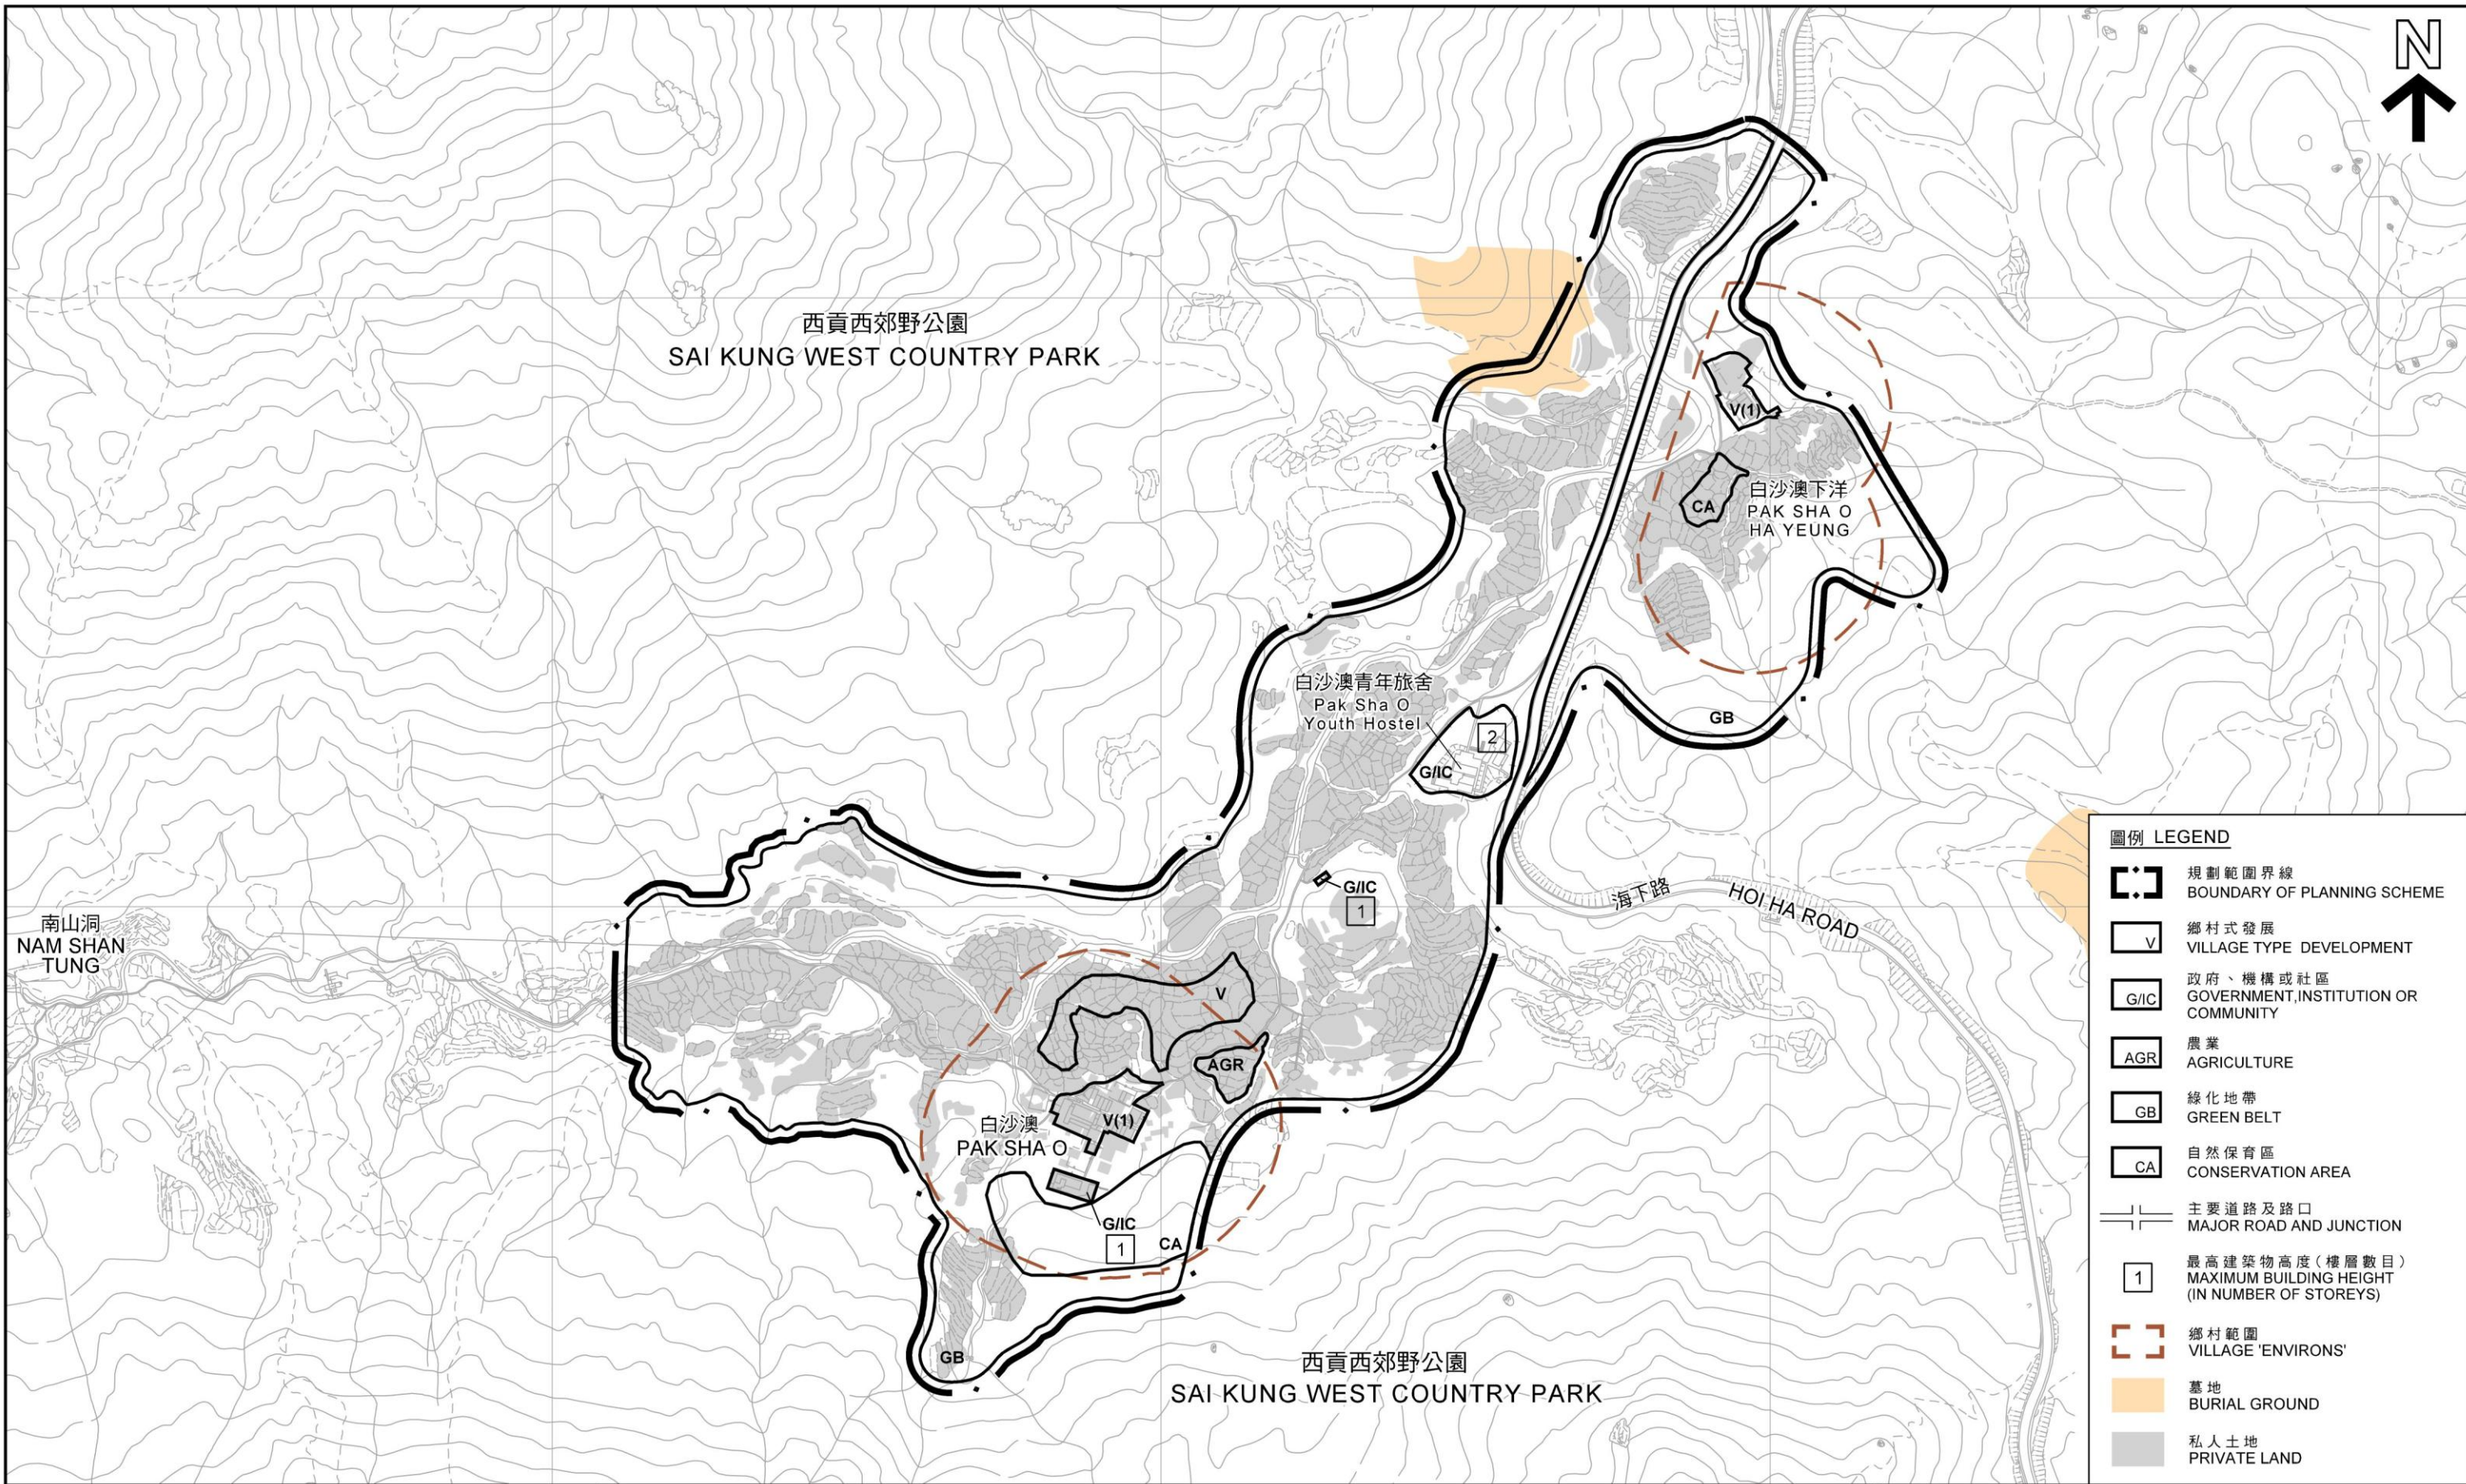 N
西貢西郊野公園
SAI KUNG WEST COUNTRY PARK
V(1)
CA
白沙澳下洋
PAK SHA O
HA YEUNG
白沙澳青年旅舍
Pak Sha O
Youth Hostel
2
G/IC
GB
G/IC
1
海下路
HOI HA ROAD
南山洞
NAM SHAN
TUNG
V
AGR
V(1)
白沙澳
PAK SHA O
G/IC
1
CA
GB
西貢西郊野公園
SAI KUNG WEST COUNTRY PARK
圖例 LEGEND
規劃範圍界線
BOUNDARY OF PLANNING SCHEME
V
鄉村式發展
VILLAGE TYPE DEVELOPMENT
G/IC
政府、機構或社區
GOVERNMENT,INSTITUTION OR
COMMUNITY
AGR
農業
AGRICULTURE
GB
綠化地帶
GREEN BELT
CA
自然保育區
CONSERVATION AREA
主要道路及路口
MAJOR ROAD AND JUNCTION
1
最高建築物高度(樓層數目)
MAXIMUM BUILDING HEIGHT
(IN NUMBER OF STOREYS)
鄉村範圍
VILLAGE 'ENVIRONS'
墓地
BURIAL GROUND
私人土地
PRIVATE LAND